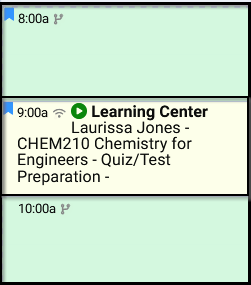 8:00a
9:00a Learning Center
Laurissa Jones -
CHEM210 Chemistry for
Engineers - Quiz/Test
Preparation -
10:00a